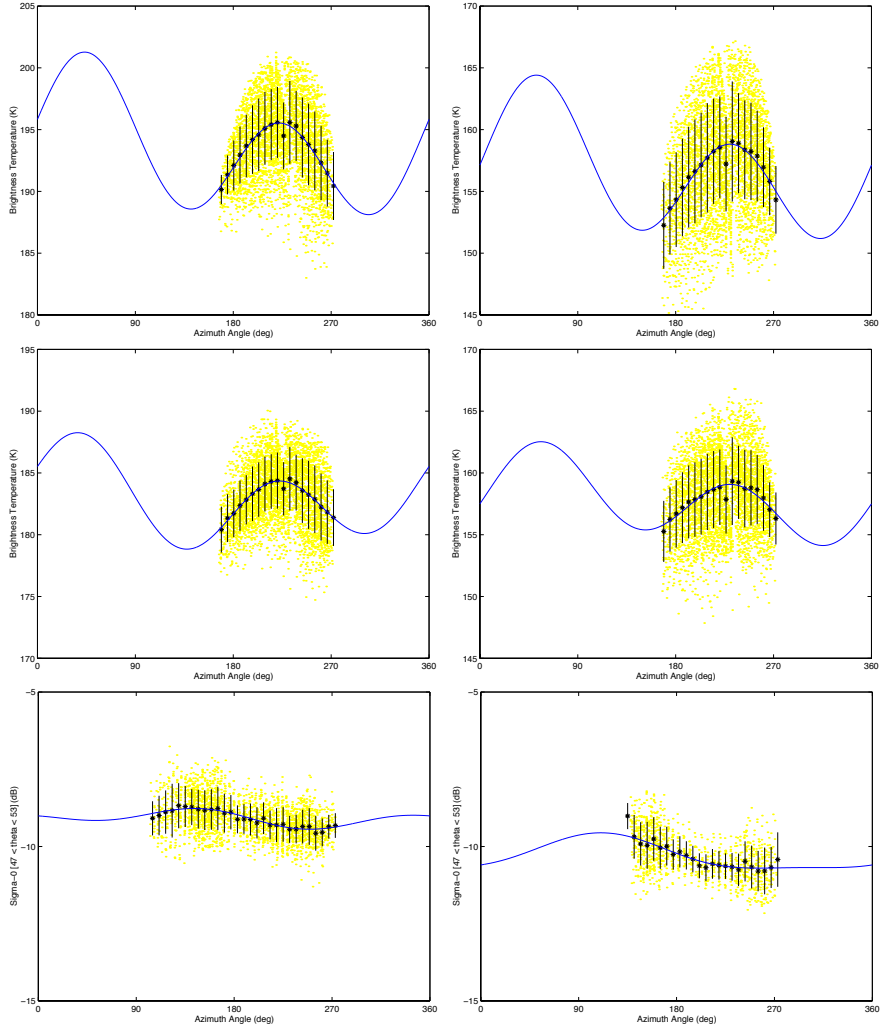 205
200
195
190
185
180
Brightness Temperature (K)
0 90 180 270 360
Azimuth Angle (deg)
170
165
160
155
150
145
Brightness Temperature (K)
0 90 180 270 360
Azimuth Angle (deg)
195
190
185
180
175
170
Brightness Temperature (K)
0 90 180 270 360
Azimuth Angle (deg)
170
165
160
155
150
145
Brightness Temperature (K)
0 90 180 270 360
Azimuth Angle (deg)
−5
−10
−15
Sigma−0 [47 < theta < 53] (dB)
0 90 180 270 360
Azimuth Angle (deg)
−5
−10
−15
Sigma−0 [47 < theta < 53] (dB)
0 90 180 270 360
Azimuth Angle (deg)